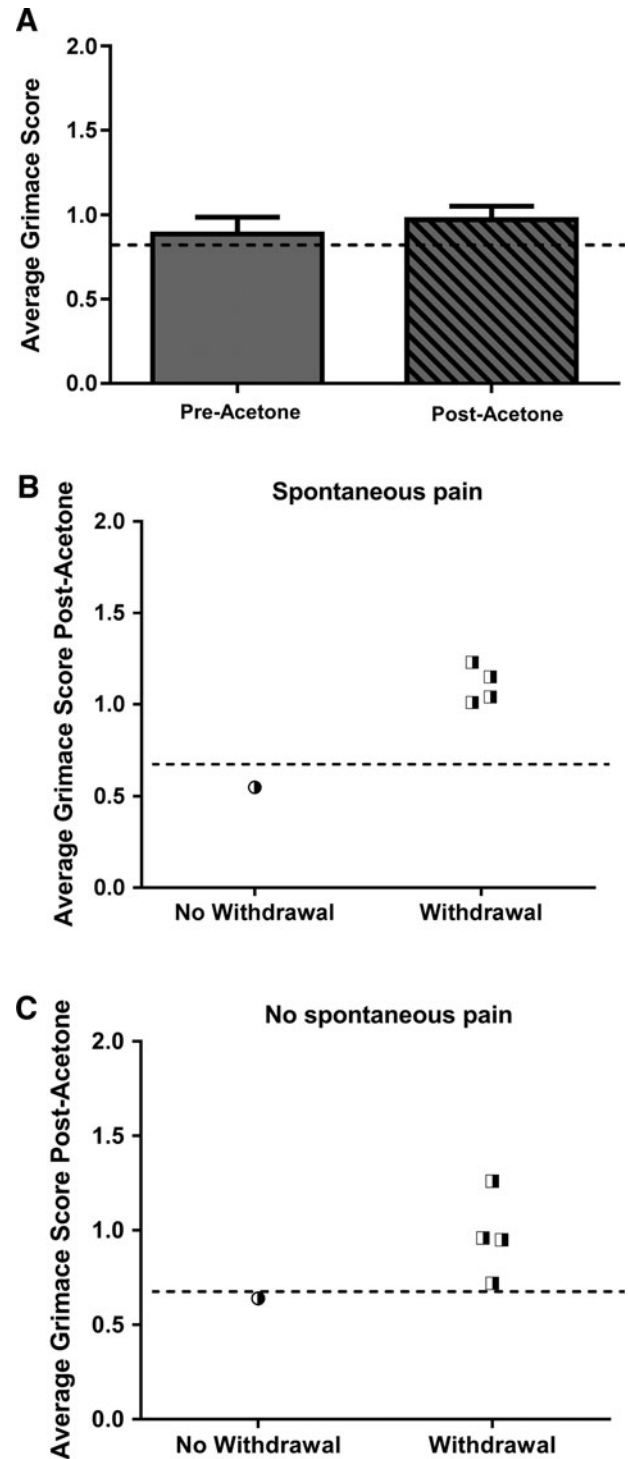 A
Average Grimace Score
2.0
1.5
1.0
0.5
0.0
Pre-Acetone Post-Acetone
B
Spontaneous pain
Average Grimace Score Post-Acetone
2.0
1.5
1.0
0.5
0.0
No Withdrawal Withdrawal
C
No spontaneous pain
Average Grimace Score Post-Acetone
2.0
1.5
1.0
0.5
0.0
No Withdrawal Withdrawal